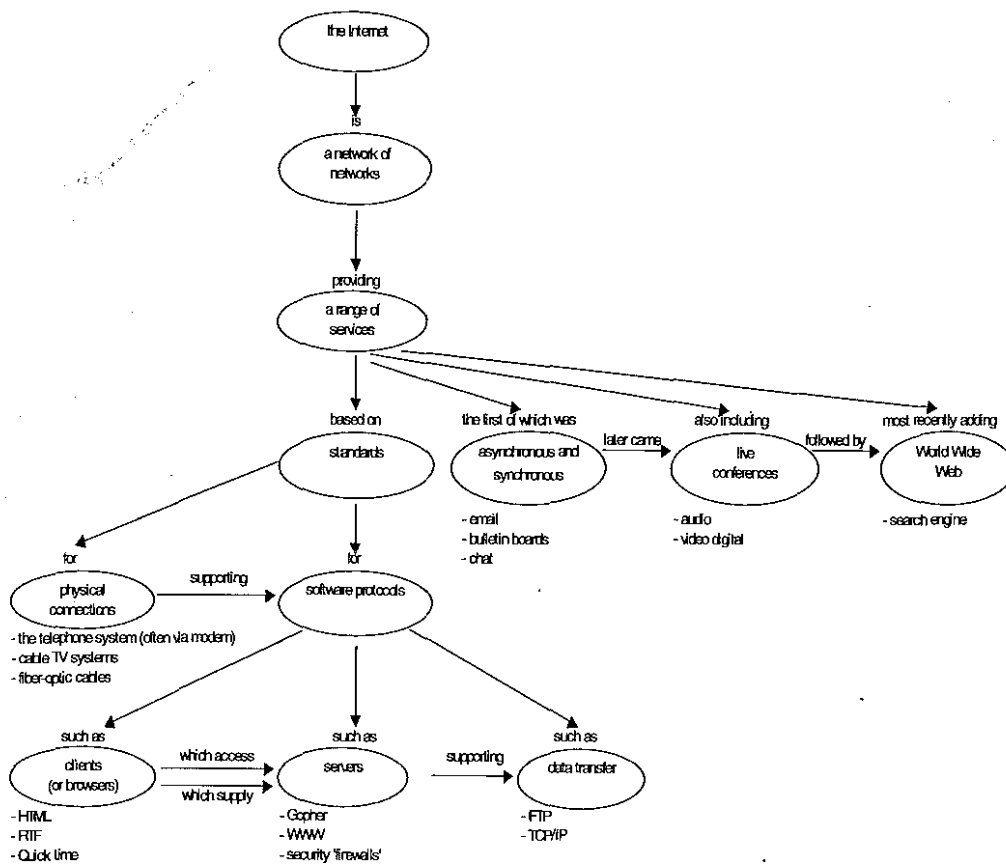 the Internet
is
a network of
networks
providing
a range of
services
based on
the first of which was
also including
most recently adding
standards
asynchronous and
synchronous
later came
live
conferences
followed by
World Wide
Web
- email
- bulletin boards
- chat
- audio
- video digital
- search engine
for
for
physical
connections
supporting
software protocols
- the telephone system (often via modem)
- cable TV systems
- fiber-optic cables
such as
such as
such as
clients
(or browsers)
which access
which supply
servers
supporting
data transfer
- HTML
- RTF
- Quick time
- Gopher
- WWW
- security 'firewalls'
- FTP
- TCP/IP